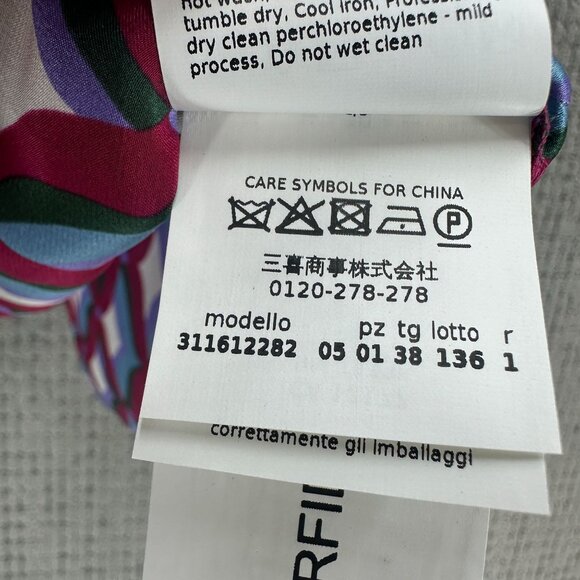 tumble dry, Cool Iron,
dry clean perchloroethylene - mild
process, Do not wet clean
CARE SYMBOLS FOR CHINA
P
三喜商事株式会社
0120-278-278
modello pz tg lotto r
311612282 05 01 38 136 1
correttamente gli imballaggi